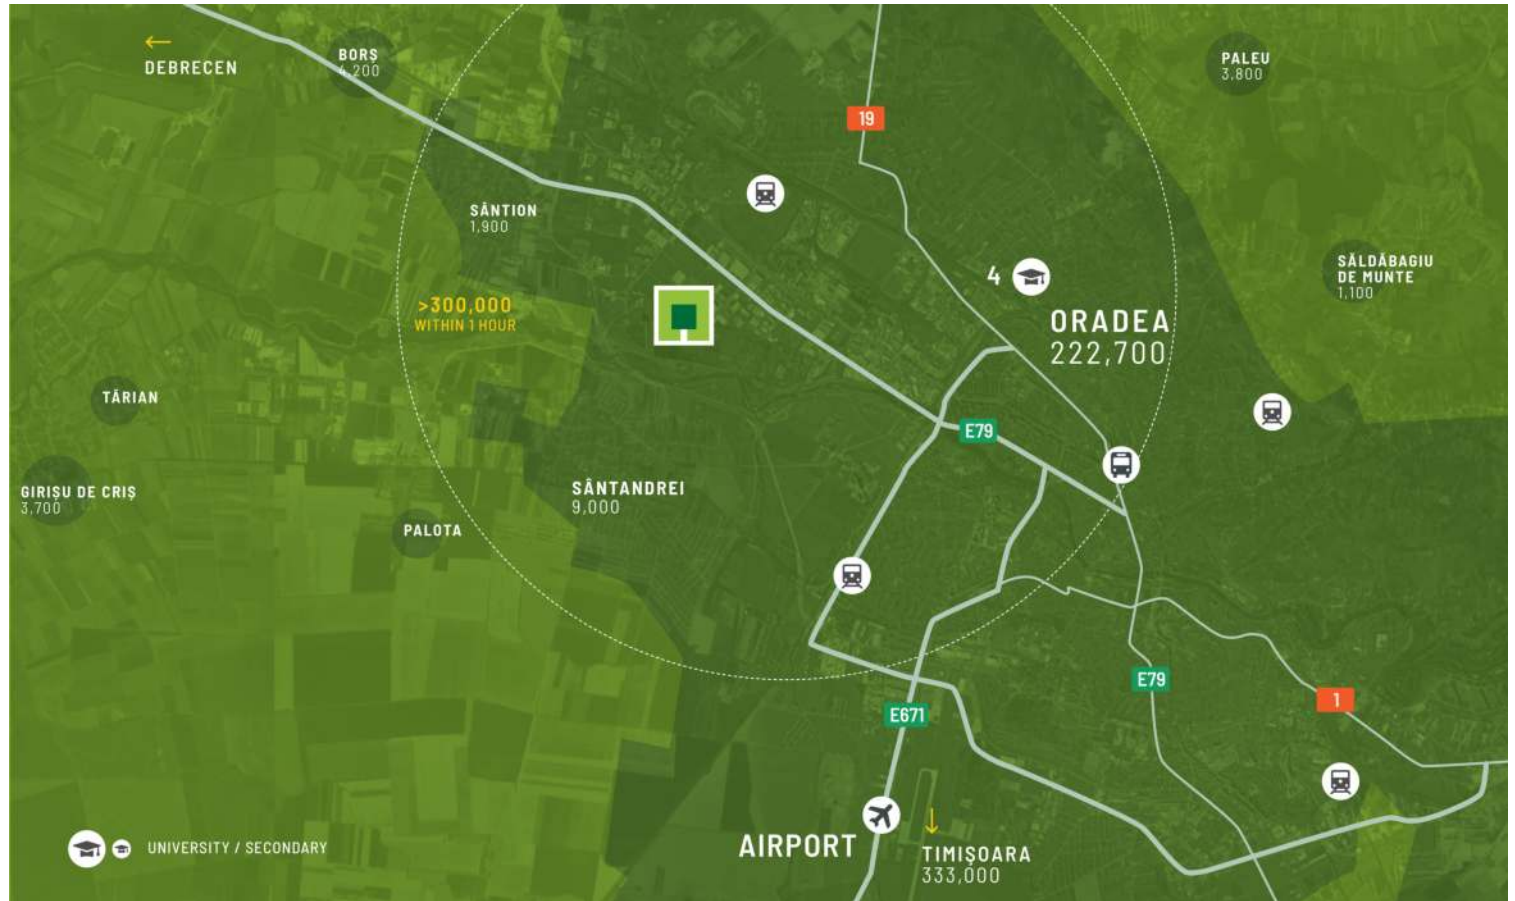 ←
DEBRECEN
BORȘ
4,200
PALEU
3,800
19
SÂNTION
1,900
4
SĂLDĂBAGIU
DE MUNTE
1,100
>300,000
WITHIN 1 HOUR
ORADEA
222,700
TĂRIAN
E79
SÂNTANDREI
9,000
GIRIȘU DE CRIȘ
3,700
PALOTA
E79
1
E671
AIRPORT
↓
TIMIȘOARA
333,000
UNIVERSITY / SECONDARY